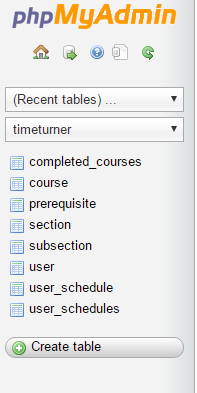 phpMyAdmin
(Recent tables) ...
timeturner
completed_courses
course
prerequisite
section
subsection
user
user_schedule
user_schedules
Create table